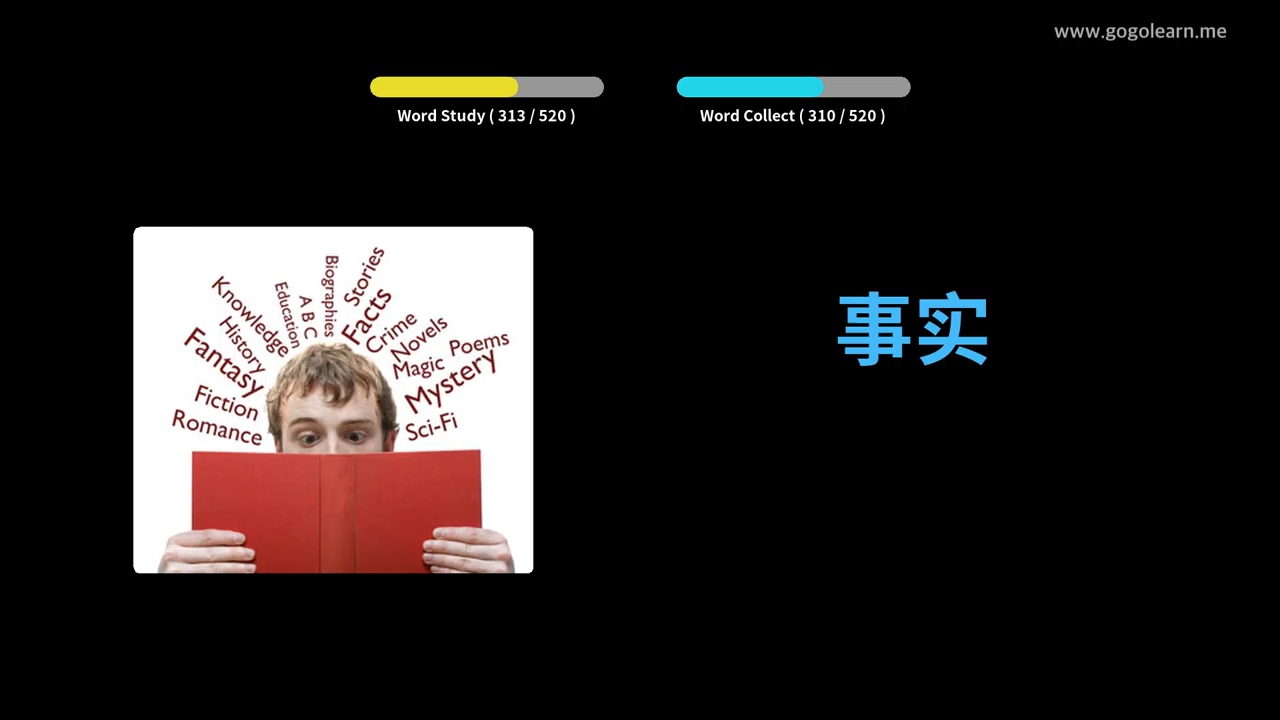 www.gogolearn.me
Word Study ( 313 / 520 )
Word Collect ( 310 / 520 )
事实
Romance
Fiction
Fantasy
History
Knowledge
Education
A B C
Biographies
Stories
Facts
Crime
Novels
Magic
Poems
Mystery
Sci-Fi